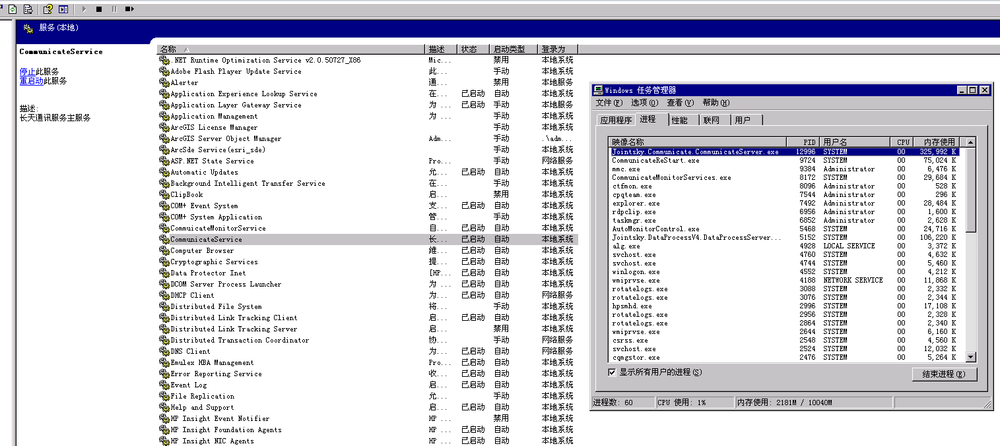 服务(本地)
CommunicateService
停止此服务
重启动此服务
描述:
长天通讯服务主服务
名称 描述 状态 启动类型 登录为
.NET Runtime Optimization Service v2.0.50727_X86 Mic... 禁用 本地系统
Adobe Flash Player Update Service 此... 手动 本地系统
Alerter 通... 禁用 本地服务
Application Experience Lookup Service 在... 已启动 自动 本地系统
Application Layer Gateway Service 为 ... 已启动 手动 本地服务
Application Management 为 ... 手动 本地系统
ArcGIS License Manager 手动 本地系统
ArcGIS Server Object Manager Adm... 手动 .\adm...
ArcSde Service(esri_sde) 手动 本地系统
ASP.NET State Service Pro... 手动 网络服务
Automatic Updates 允... 已启动 自动 本地系统
Background Intelligent Transfer Service 在... 手动 本地系统
ClipBook 启... 禁用 本地系统
COM+ Event System 支... 已启动 自动 本地系统
COM+ System Application 管... 手动 本地系统
CommuicateMonitorService 自... 已启动 自动 本地系统
CommunicateService 长... 已启动 自动 本地系统
Computer Browser 维... 已启动 自动 本地系统
Cryptographic Services 提... 已启动 自动 本地系统
Data Protector Inet [HP... 已启动 自动 本地系统
DCOM Server Process Launcher 为 ... 已启动 自动 本地系统
DHCP Client 为... 已启动 自动 网络服务
Distributed File System 将... 手动 本地系统
Distributed Link Tracking Client 启... 已启动 自动 本地系统
Distributed Link Tracking Server 启... 禁用 本地系统
Distributed Transaction Coordinator 协... 手动 网络服务
DNS Client 为... 已启动 自动 网络服务
Emulex HBA Management Pro... 已启动 自动 本地系统
Error Reporting Service 收... 已启动 自动 本地系统
Event Log 启... 已启动 自动 本地系统
File Replication 允... 手动 本地系统
Help and Support 启... 已启动 自动 本地系统
HP Insight Event Notifier HP ... 禁用 本地系统
HP Insight Foundation Agents HP ... 已启动 自动 本地系统
HP Insight NIC Agents HP ... 已启动 自动 本地系统
Windows 任务管理器
文件(F) 选项(O) 查看(V) 帮助(H)
应用程序 进程 性能 联网 用户
映像名称 PID 用户名 CPU 内存使用
Jointsky.Communicate.CommunicateServer.exe 12996 SYSTEM 00 325,992 K
CommunicateReStart.exe 9724 SYSTEM 00 75,024 K
mmc.exe 9384 Administrator 00 6,476 K
CommunicateMonitorServices.exe 8172 SYSTEM 00 29,684 K
ctfmon.exe 8096 Administrator 00 528 K
cpqteam.exe 7544 Administrator 00 296 K
explorer.exe 7492 Administrator 00 28,484 K
rdpclip.exe 6956 Administrator 00 1,600 K
taskmgr.exe 6852 Administrator 00 2,628 K
AutoMonitorControl.exe 5468 SYSTEM 00 24,716 K
Jointsky.DataProcessV4.DataProcessServer... 5152 SYSTEM 00 106,220 K
alg.exe 4928 LOCAL SERVICE 00 3,372 K
svchost.exe 4760 SYSTEM 00 4,632 K
svchost.exe 4744 SYSTEM 00 5,460 K
winlogon.exe 4552 SYSTEM 00 4,212 K
wmiprvse.exe 4188 NETWORK SERVICE 00 11,868 K
rotatelogs.exe 3088 SYSTEM 00 2,332 K
rotatelogs.exe 3076 SYSTEM 00 2,344 K
hpsmhd.exe 2996 SYSTEM 00 17,108 K
rotatelogs.exe 2956 SYSTEM 00 2,328 K
rotatelogs.exe 2864 SYSTEM 00 2,340 K
wmiprvse.exe 2644 SYSTEM 00 6,160 K
csrss.exe 2548 SYSTEM 00 4,560 K
svchost.exe 2524 SYSTEM 00 12,032 K
cqmgstor.exe 2476 SYSTEM 00 5,264 K
显示所有用户的进程(S)
结束进程(E)
进程数: 60 CPU 使用: 1% 内存使用: 2181M / 10040M